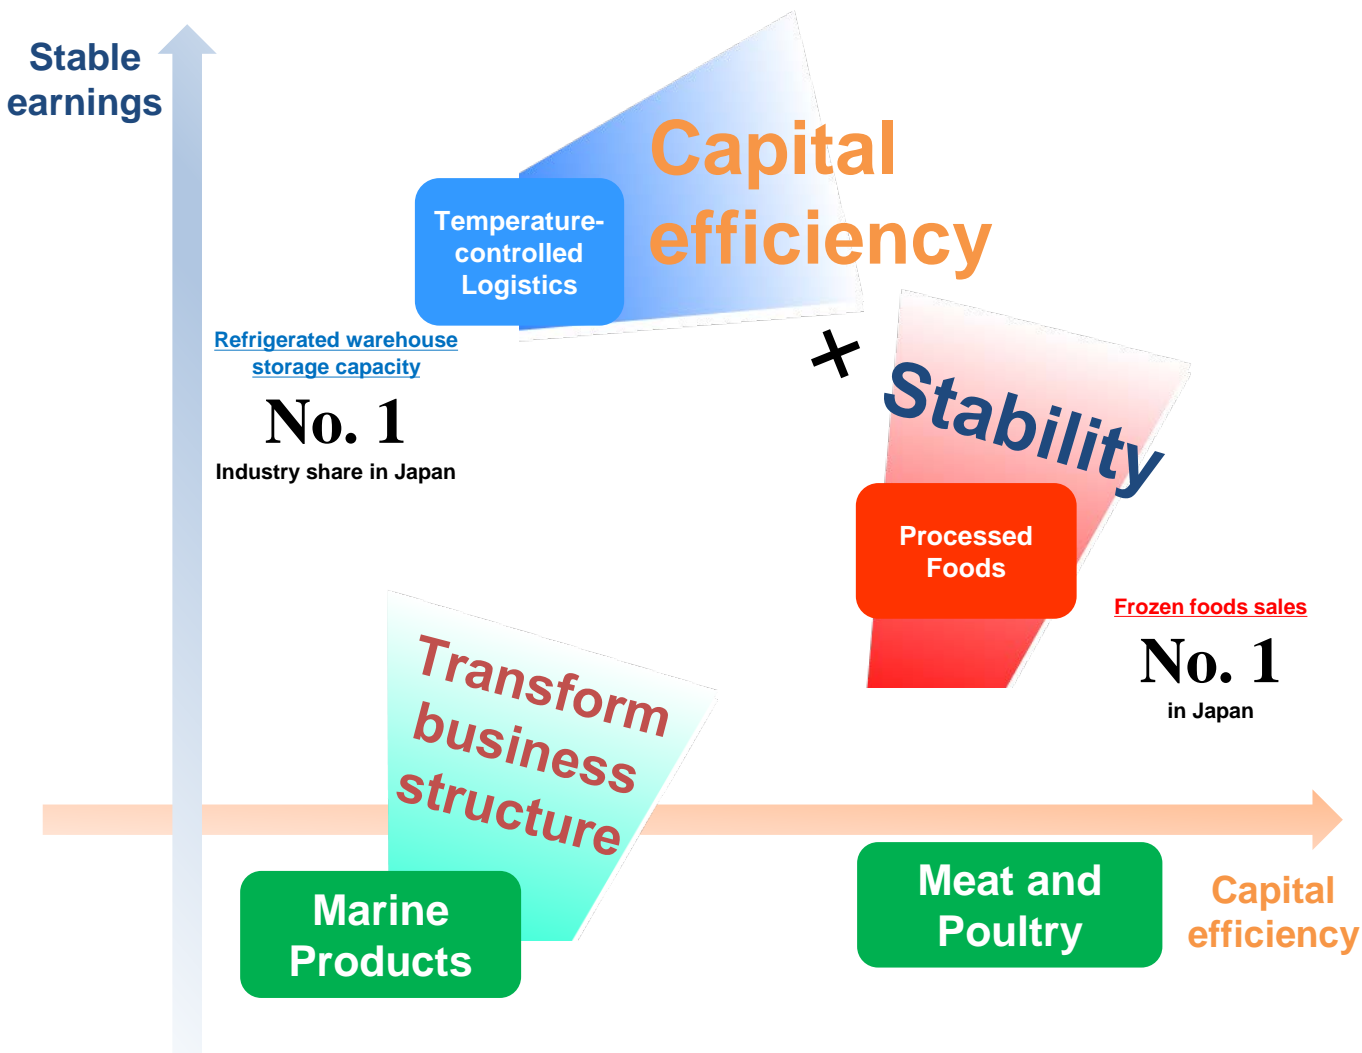 Stable
earnings
Capital
efficiency
Temperature-
controlled
Logistics
Refrigerated warehouse
storage capacity
No. 1
Industry share in Japan
+
Stability
Processed
Foods
Frozen foods sales
No. 1
in Japan
Transform
business
structure
Marine
Products
Meat and
Poultry
Capital
efficiency